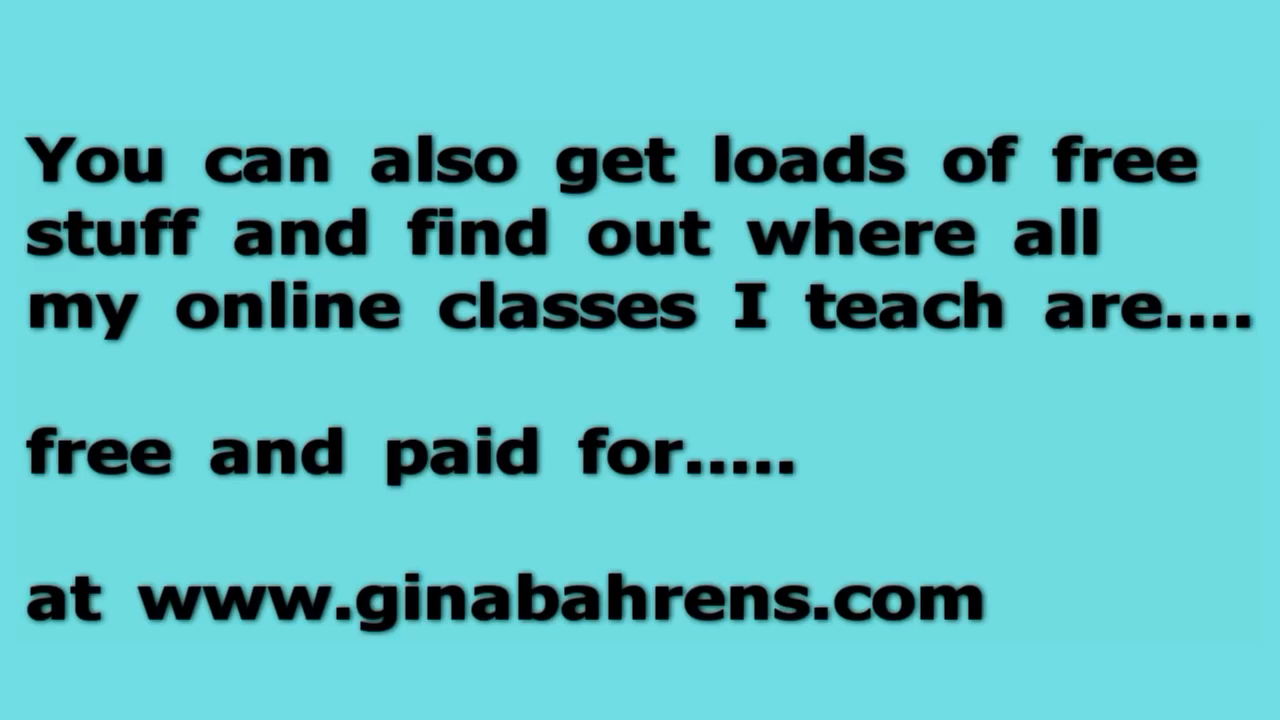 You can also get loads of free
stuff and find out where all
my online classes I teach are....
free and paid for.....
at www.ginabahrens.com